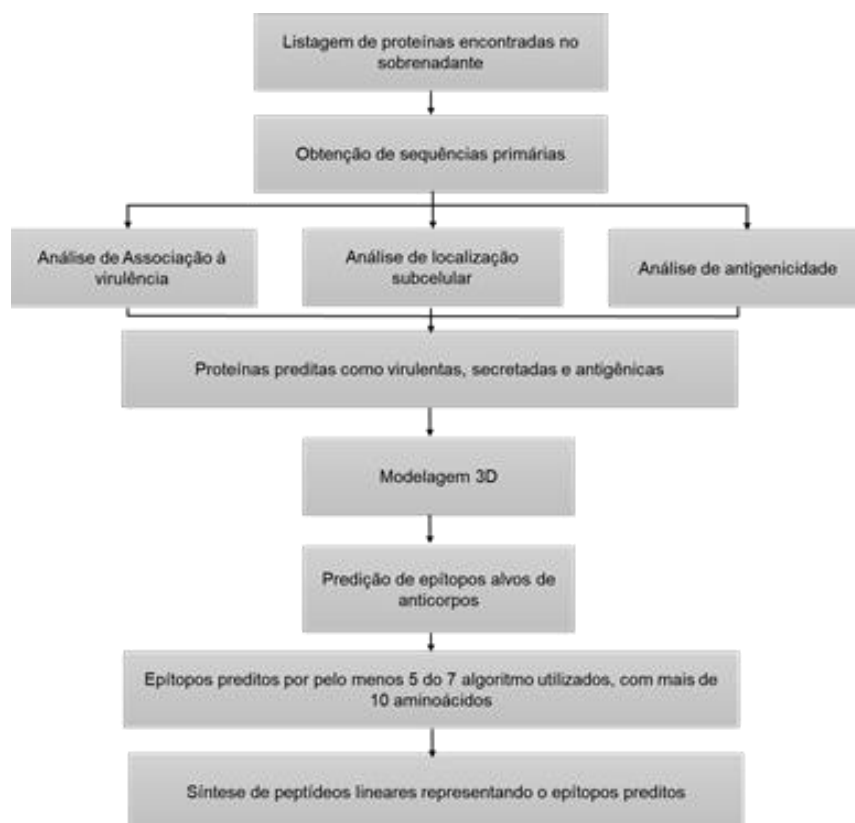 Listagem de proteínas encontradas no
sobrenadante
Obtenção de sequências primárias
Análise de Associação à
virulência
Análise de localização
subcelular
Análise de antigenicidade
Proteínas preditas como virulentas, secretadas e antigênicas
Modelagem 3D
Predição de epítopos alvos de
anticorpos
Epítopos preditos por pelo menos 5 do 7 algoritmo utilizados, com mais de
10 aminoácidos
Síntese de peptídeos lineares representando o epítopos preditos